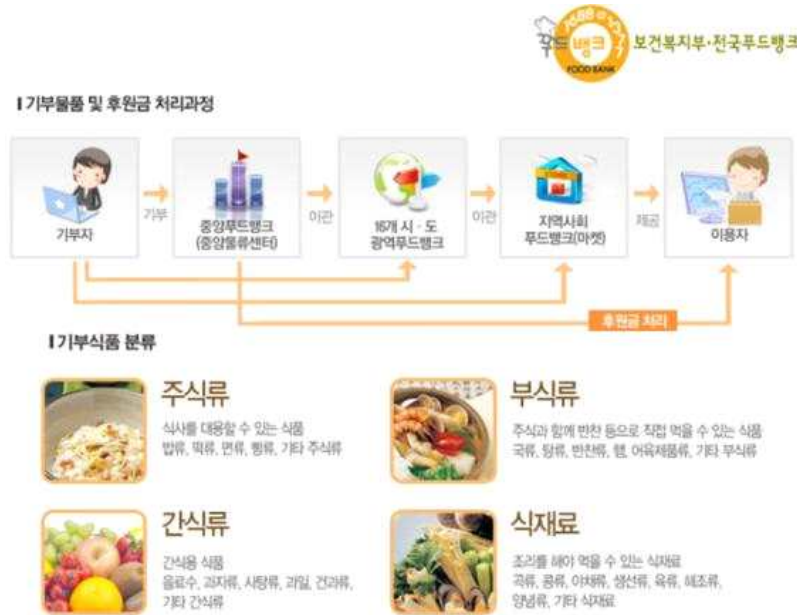 푸드뱅크
FOOD BANK
보건복지부·전국푸드뱅크
기부물품 및 후원금 처리과정
기부자
기부
중앙푸드뱅크
(중앙물류센터)
이관
16개 시·도
광역푸드뱅크
이관
지역사회
푸드뱅크(마켓)
제공
이용자
후원금 처리
기부식품 분류
주식류
식사를 대용할 수 있는 식품
밥류, 떡류, 면류, 빵류, 기타 주식류
부식류
주식과 함께 반찬 등으로 직접 먹을 수 있는 식품
국류, 탕류, 반찬류, 햄, 어육제품류, 기타 부식류
간식류
간식용 식품
음료수, 과자류, 사탕류, 과일, 건과류,
기타 간식류
식재료
조리를 해야 먹을 수 있는 식재료
곡류, 콩류, 야채류, 생선류, 육류, 해조류,
양념류, 기타 식재료